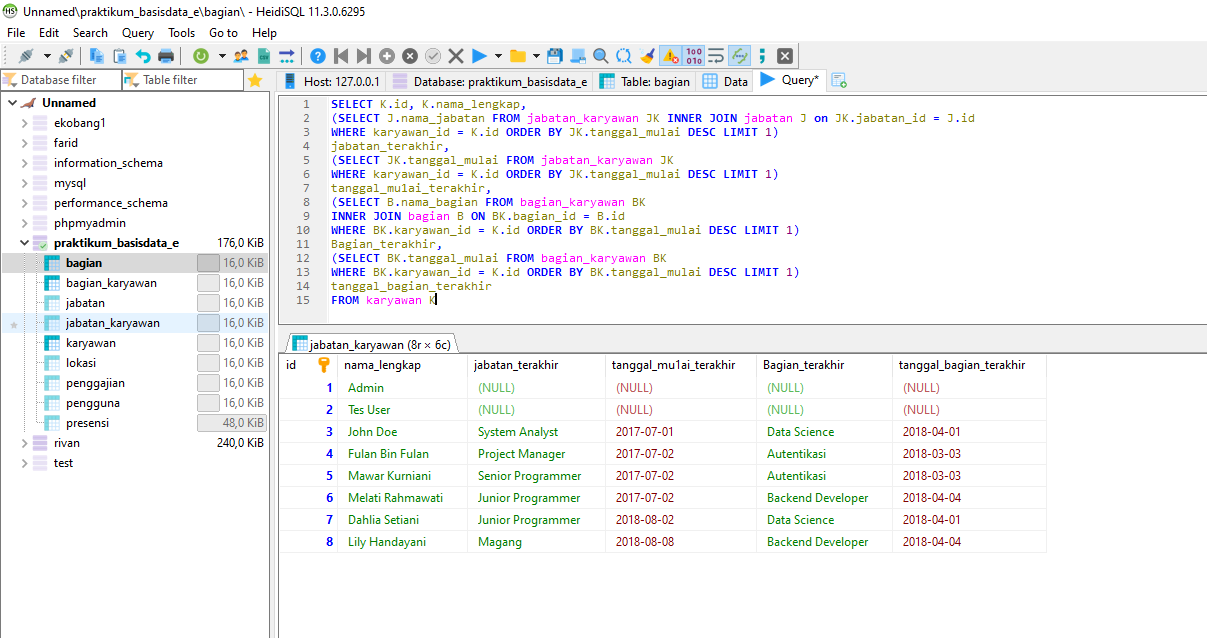 HS Unnamed\praktikum_basisdata_e\bagian\ - HeidiSQL 11.3.0.6295
File Edit Search Query Tools Go to Help
Database filter Table filter Host: 127.0.0.1 Database: praktikum_basisdata_e Table: bagian Data Query*
Unnamed
ekobang1
farid
information_schema
mysql
performance_schema
phpmyadmin
praktikum_basisdata_e 176,0 KiB
bagian 16,0 KiB
bagian_karyawan 16,0 KiB
jabatan 16,0 KiB
jabatan_karyawan 16,0 KiB
karyawan 16,0 KiB
lokasi 16,0 KiB
penggajian 16,0 KiB
pengguna 16,0 KiB
presensi 48,0 KiB
rivan 240,0 KiB
test
1 SELECT K.id, K.nama_lengkap,
2 (SELECT J.nama_jabatan FROM jabatan_karyawan JK INNER JOIN jabatan J on JK.jabatan_id = J.id
3 WHERE karyawan_id = K.id ORDER BY JK.tanggal_mulai DESC LIMIT 1)
4 jabatan_terakhir,
5 (SELECT JK.tanggal_mulai FROM jabatan_karyawan JK
6 WHERE karyawan_id = K.id ORDER BY JK.tanggal_mulai DESC LIMIT 1)
7 tanggal_mu1ai_terakhir,
8 (SELECT B.nama_bagian FROM bagian_karyawan BK
9 INNER JOIN bagian B ON BK.bagian_id = B.id
10 WHERE BK.karyawan_id = K.id ORDER BY BK.tanggal_mulai DESC LIMIT 1)
11 Bagian_terakhir,
12 (SELECT BK.tanggal_mulai FROM bagian_karyawan BK
13 WHERE BK.karyawan_id = K.id ORDER BY BK.tanggal_mulai DESC LIMIT 1)
14 tanggal_bagian_terakhir
15 FROM karyawan K
jabatan_karyawan (8r × 6c)
id nama_lengkap jabatan_terakhir tanggal_mu1ai_terakhir Bagian_terakhir tanggal_bagian_terakhir
1 Admin (NULL) (NULL) (NULL) (NULL)
2 Tes User (NULL) (NULL) (NULL) (NULL)
3 John Doe System Analyst 2017-07-01 Data Science 2018-04-01
4 Fulan Bin Fulan Project Manager 2017-07-02 Autentikasi 2018-03-03
5 Mawar Kurniani Senior Programmer 2017-07-02 Autentikasi 2018-03-03
6 Melati Rahmawati Junior Programmer 2017-07-02 Backend Developer 2018-04-04
7 Dahlia Setiani Junior Programmer 2018-08-02 Data Science 2018-04-01
8 Lily Handayani Magang 2018-08-08 Backend Developer 2018-04-04